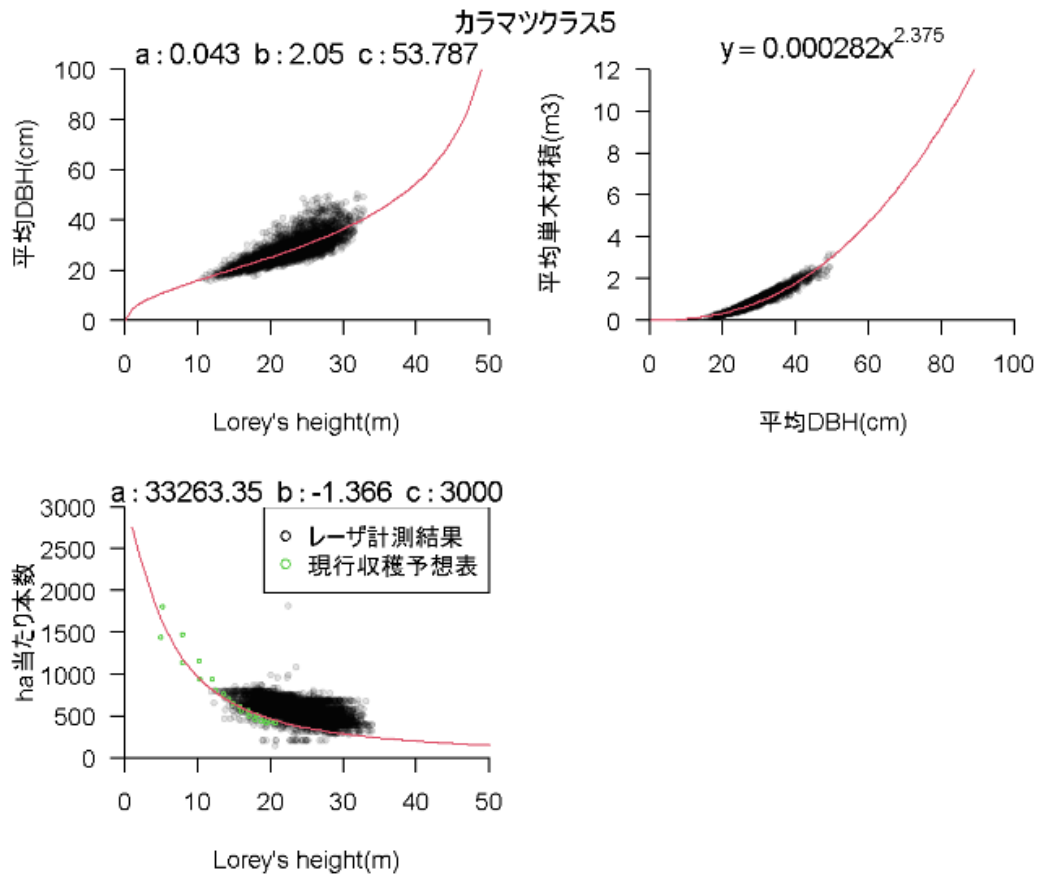 カラマツクラス5
a : 0.043 b : 2.05 c : 53.787
平均DBH(cm)
100
80
60
40
20
0
0 10 20 30 40 50
Lorey's height(m)
y = 0.000282x^2.375
平均単木材積(m3)
12
10
8
6
4
2
0
0 20 40 60 80 100
平均DBH(cm)
a : 33263.35 b : -1.366 c : 3000
ha当たり本数
3000
2500
2000
1500
1000
500
0
レーザ計測結果
現行収穫予想表
0 10 20 30 40 50
Lorey's height(m)